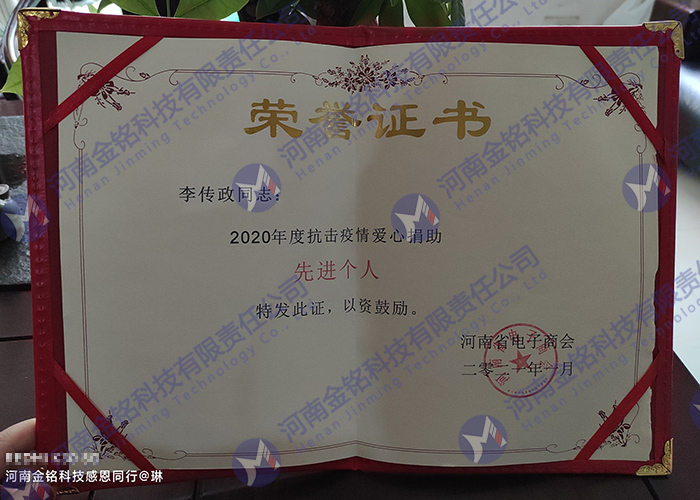 荣誉证书
李传政同志：
2020年度抗击疫情爱心捐助
先进个人
特发此证，以资鼓励。
河南省电子商会
二零二一年一月
河南金铭科技有限责任公司
Henan Jinming Technology Co., Ltd
河南金铭科技感恩同行@琳